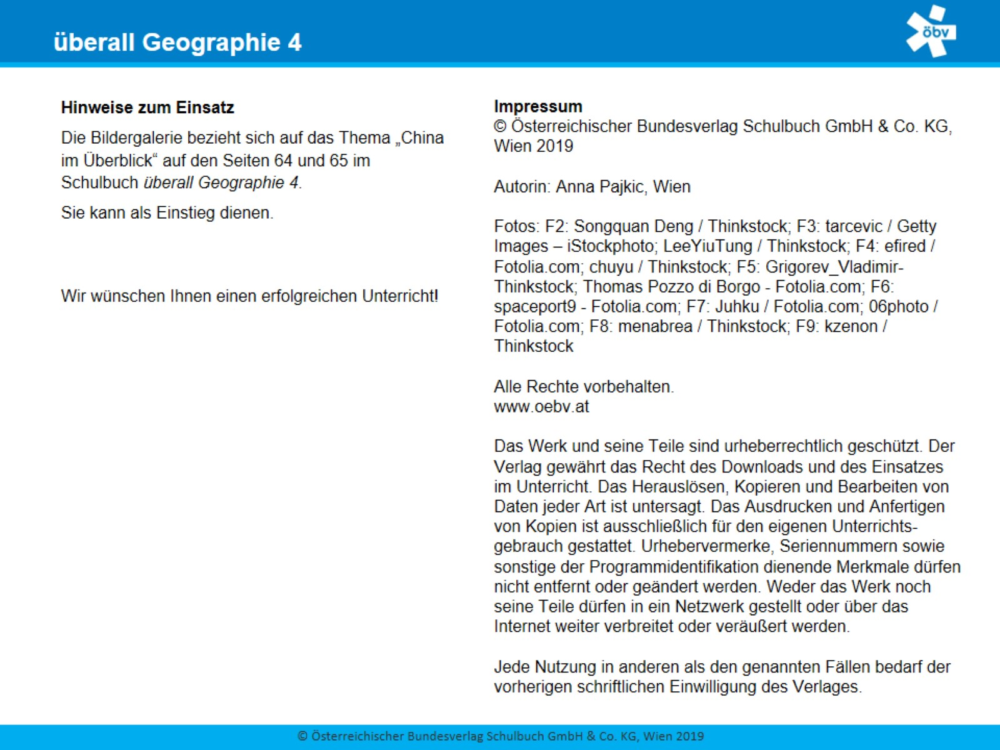 überall Geographie 4
öbv
Hinweise zum Einsatz
Die Bildergalerie bezieht sich auf das Thema „China
im Überblick“ auf den Seiten 64 und 65 im
Schulbuch überall Geographie 4.
Sie kann als Einstieg dienen.
Wir wünschen Ihnen einen erfolgreichen Unterricht!
Impressum
© Österreichischer Bundesverlag Schulbuch GmbH & Co. KG,
Wien 2019
Autorin: Anna Pajkic, Wien
Fotos: F2: Songquan Deng / Thinkstock; F3: tarcevic / Getty
Images – iStockphoto; LeeYiuTung / Thinkstock; F4: efired /
Fotolia.com; chuyu / Thinkstock; F5: Grigorev_Vladimir-
Thinkstock; Thomas Pozzo di Borgo - Fotolia.com; F6:
spaceport9 - Fotolia.com; F7: Juhku / Fotolia.com; 06photo /
Fotolia.com; F8: menabrea / Thinkstock; F9: kzenon /
Thinkstock
Alle Rechte vorbehalten.
www.oebv.at
Das Werk und seine Teile sind urheberrechtlich geschützt. Der
Verlag gewährt das Recht des Downloads und des Einsatzes
im Unterricht. Das Herauslösen, Kopieren und Bearbeiten von
Daten jeder Art ist untersagt. Das Ausdrucken und Anfertigen
von Kopien ist ausschließlich für den eigenen Unterrichts-
gebrauch gestattet. Urhebervermerke, Seriennummern sowie
sonstige der Programmidentifikation dienende Merkmale dürfen
nicht entfernt oder geändert werden. Weder das Werk noch
seine Teile dürfen in ein Netzwerk gestellt oder über das
Internet weiter verbreitet oder veräußert werden.
Jede Nutzung in anderen als den genannten Fällen bedarf der
vorherigen schriftlichen Einwilligung des Verlages.
© Österreichischer Bundesverlag Schulbuch GmbH & Co. KG, Wien 2019